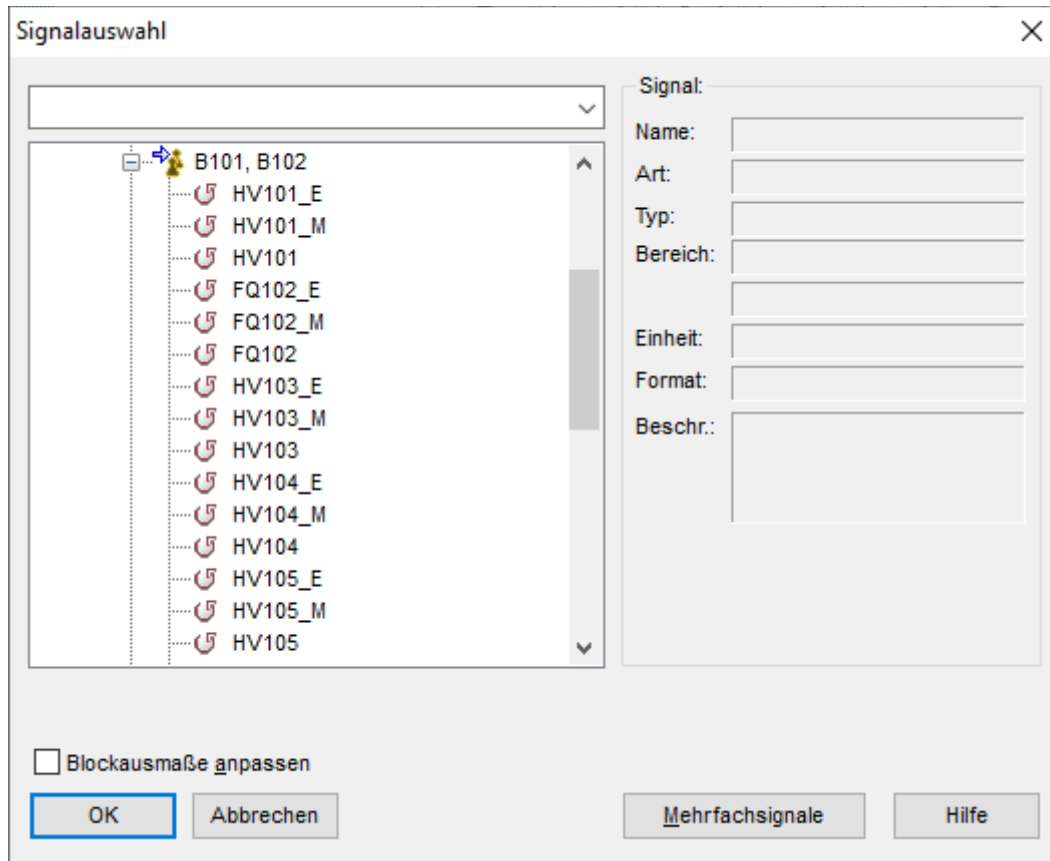 Signalauswahl
B101, B102
HV101_E
HV101_M
HV101
FQ102_E
FQ102_M
FQ102
HV103_E
HV103_M
HV103
HV104_E
HV104_M
HV104
HV105_E
HV105_M
HV105
Signal:
Name:
Art:
Typ:
Bereich:
Einheit:
Format:
Beschr.:
Blockausmaße anpassen
OK
Abbrechen
Mehrfachsignale
Hilfe